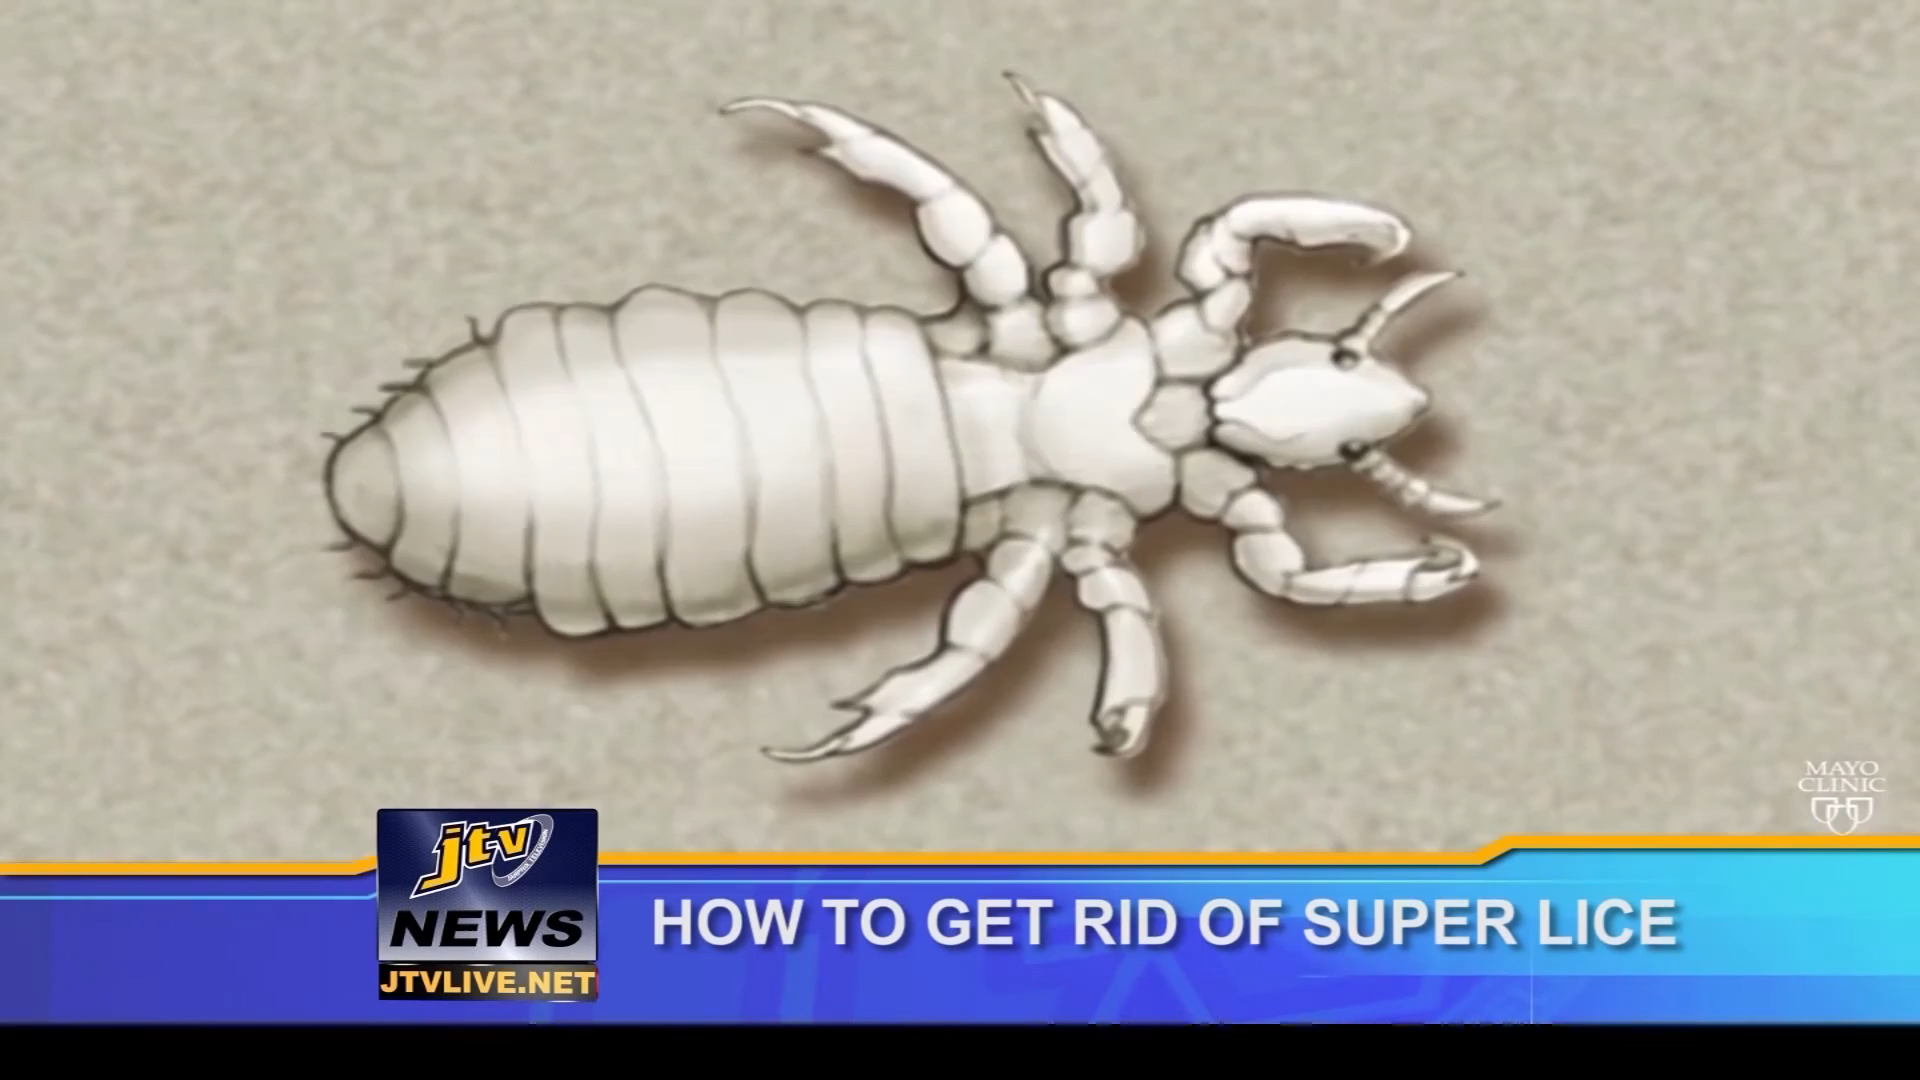 MAYO
CLINIC
jtv
NEWS
JTVLIVE.NET
HOW TO GET RID OF SUPER LICE